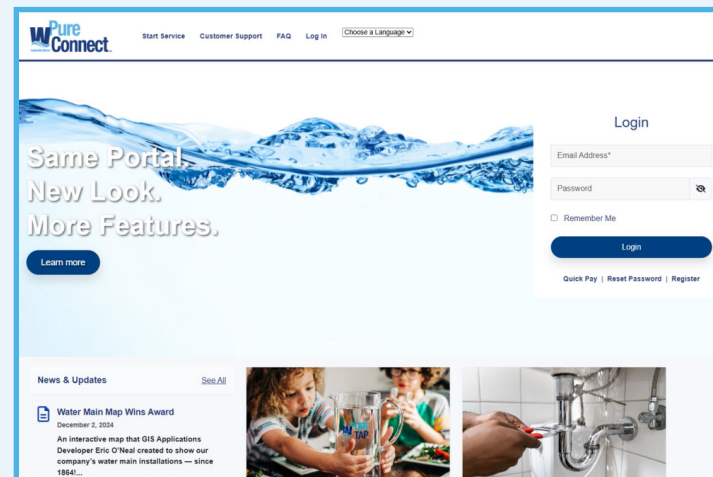 Pure
Connect
Start Service
Customer Support
FAQ
Log In
Choose a Language
Same Portal.
New Look.
More Features.
Learn more
Login
Email Address*
Password
Remember Me
Login
Quick Pay | Reset Password | Register
News & Updates
See All
Water Main Map Wins Award
December 2, 2024
An interactive map that GIS Applications
Developer Eric O'Neal created to show our
company's water main installations — since
1864!...
PURE
TAP